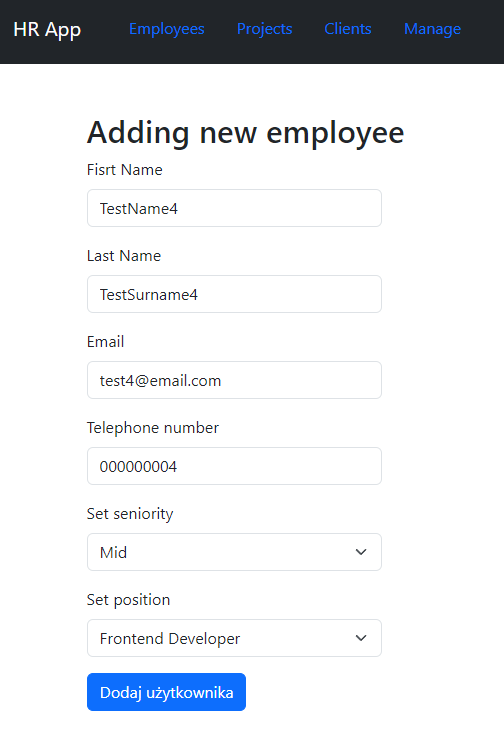 HR App Employees Projects Clients Manage
Adding new employee
Fisrt Name
TestName4
Last Name
TestSurname4
Email
test4@email.com
Telephone number
000000004
Set seniority
Mid
Set position
Frontend Developer
Dodaj użytkownika